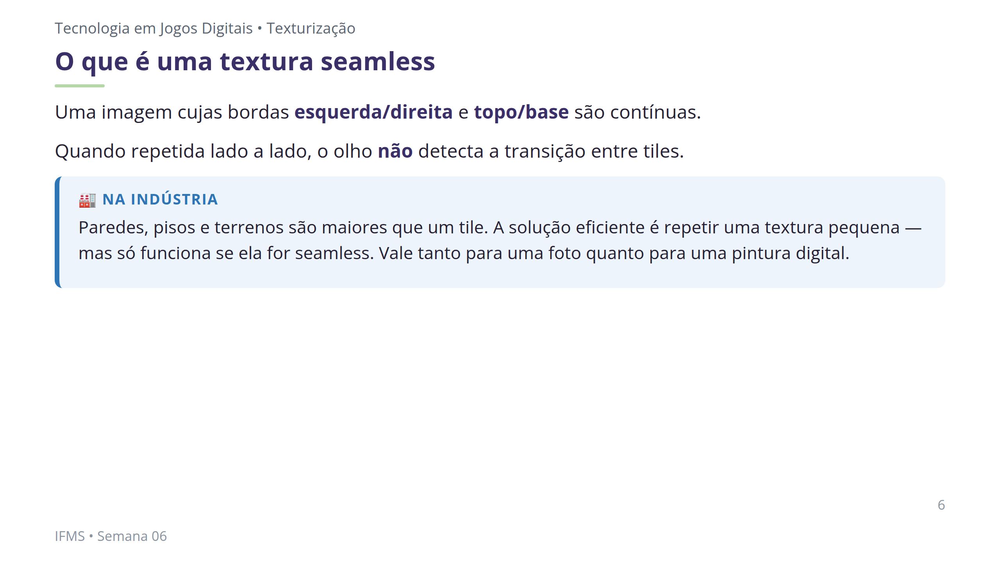 Tecnologia em Jogos Digitais • Texturização
O que é uma textura seamless
Uma imagem cujas bordas esquerda/direita e topo/base são contínuas.
Quando repetida lado a lado, o olho não detecta a transição entre tiles.
🏭 NA INDÚSTRIA
Paredes, pisos e terrenos são maiores que um tile. A solução eficiente é repetir uma textura pequena —
mas só funciona se ela for seamless. Vale tanto para uma foto quanto para uma pintura digital.
6
IFMS • Semana 06